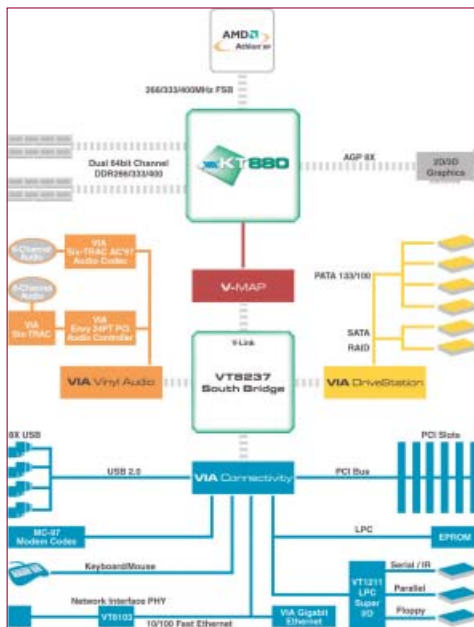 AMD
Athlon XP
266/333/400MHz FSB
Dual 64bit Channel
DDR266/333/400
VIA KT880
AGP 8X
2D/3D
Graphics
6-Channel
Audio
VIA
Six-TRAC AC'97
Audio Codec
8-Channel
Audio
VIA
Six-TRAC
VIA
Envy 24PT PCI
Audio Controller
V-MAP
PATA 133/100
SATA
RAID
V-Link
VIA Vinyl Audio
VT8237
South Bridge
VIA DriveStation
8X USB
USB 2.0
VIA Connectivity
PCI Slots
PCI Bus
MC-97
Modem Codec
LPC
EPROM
Keyboard/Mouse
VT1211
LPC
Super
I/O
Serial / IR
Parallel
Floppy
Network Interface PHY
VT6103
10/100 Fast Ethernet
VIA Gigabit
Ethernet